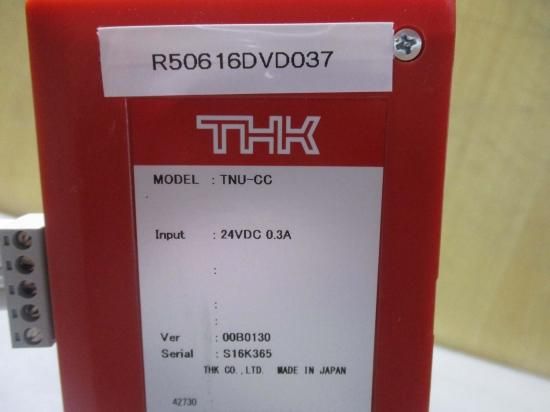 R50616DVD037
THK
MODEL : TNU-CC
Input : 24VDC 0.3A
:
:
:
Ver : 00B0130
Serial : S16K365
THK CO., LTD. MADE IN JAPAN
42730